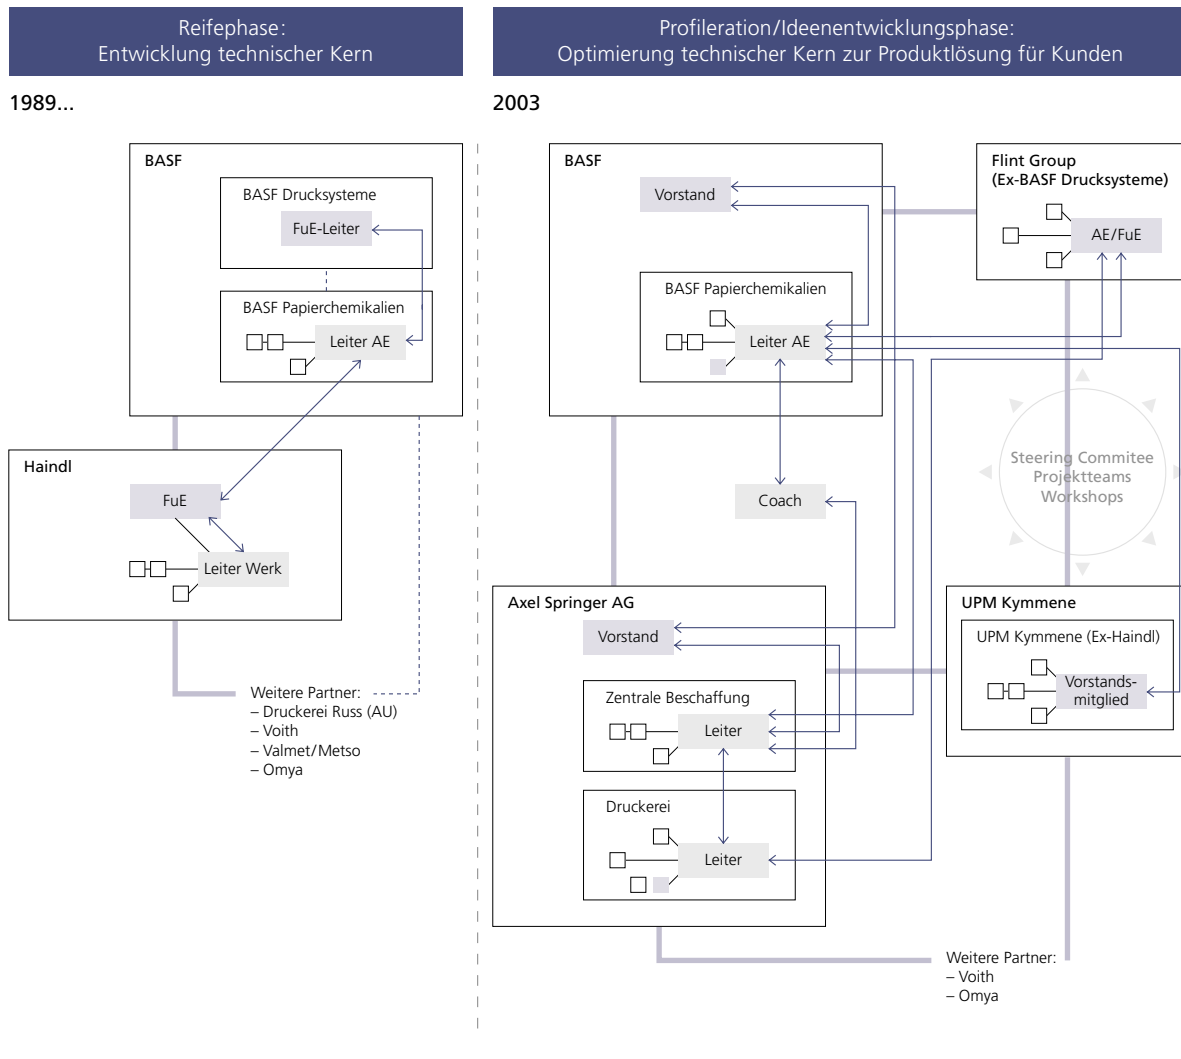 Reifephase:
Entwicklung technischer Kern
1989...
BASF
BASF Drucksysteme
FuE-Leiter
BASF Papierchemikalien
Leiter AE
Haindl
FuE
Leiter Werk
Weitere Partner:
– Druckerei Russ (AU)
– Voith
– Valmet/Metso
– Omya
Profileration/Ideenentwicklungsphase:
Optimierung technischer Kern zur Produktlösung für Kunden
2003
BASF
Vorstand
BASF Papierchemikalien
Leiter AE
Flint Group
(Ex-BASF Drucksysteme)
AE/FuE
Steering Commitee
Projektteams
Workshops
Coach
Axel Springer AG
Vorstand
Zentrale Beschaffung
Leiter
Druckerei
Leiter
UPM Kymmene
UPM Kymmene (Ex-Haindl)
Vorstands-
mitglied
Weitere Partner:
– Voith
– Omya